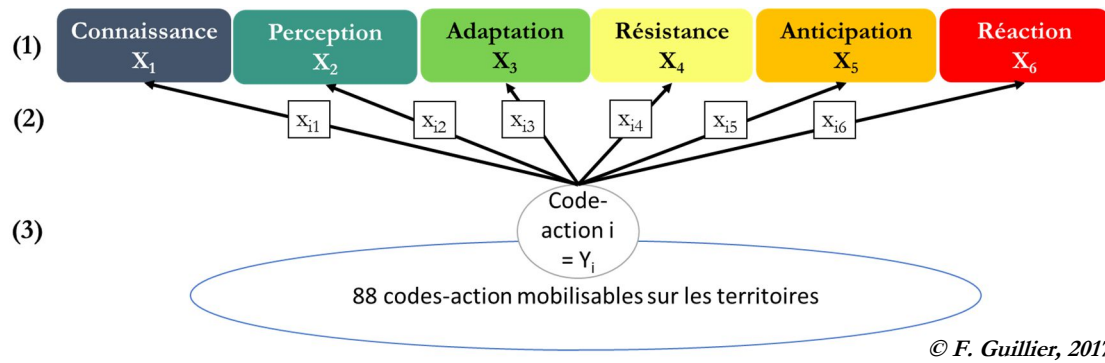 (1)
Connaissance
X₁
Perception
X₂
Adaptation
X₃
Résistance
X₄
Anticipation
X₅
Réaction
X₆
(2)
xᵢ₁
xᵢ₂
xᵢ₃
xᵢ₄
xᵢ₅
xᵢ₆
(3)
Code-
action i
= Yᵢ
88 codes-action mobilisables sur les territoires
© F. Guillier, 2017